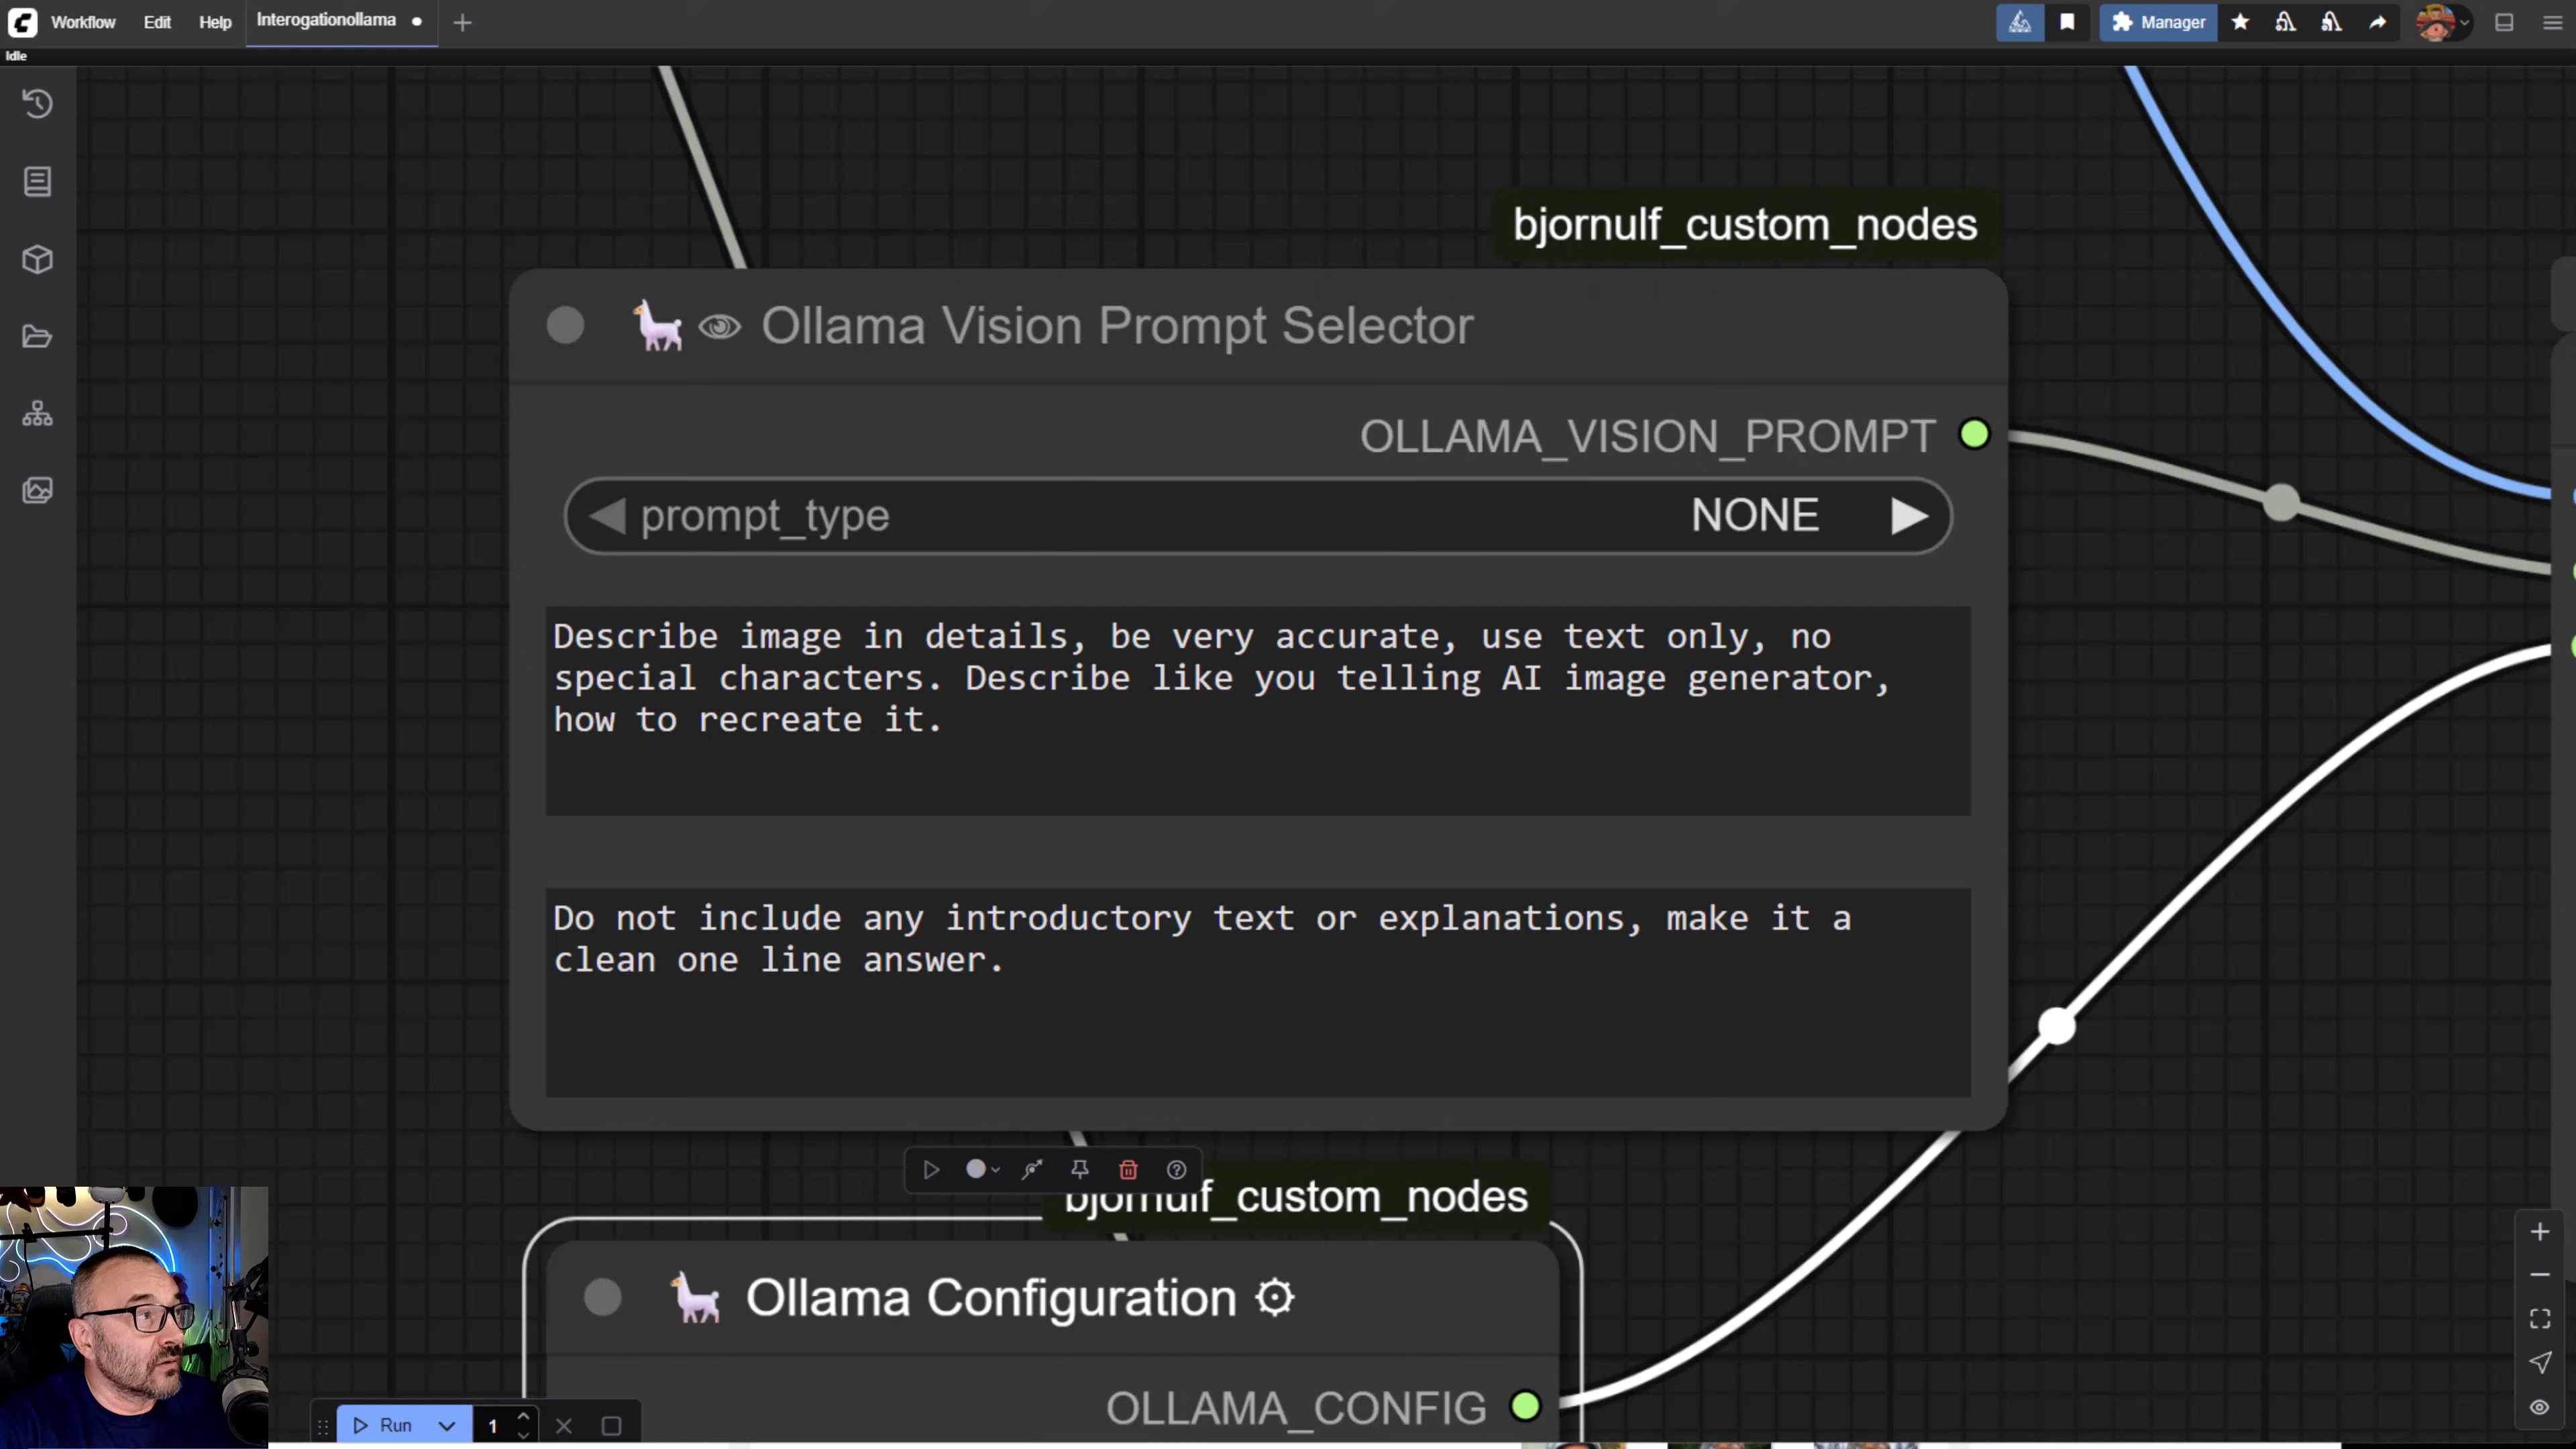 Workflow Edit Help Interogationollama Manager
Idle
bjornulf_custom_nodes
Ollama Vision Prompt Selector
OLLAMA_VISION_PROMPT
prompt_type NONE
Describe image in details, be very accurate, use text only, no
special characters. Describe like you telling AI image generator,
how to recreate it.
Do not include any introductory text or explanations, make it a
clean one line answer.
bjornulf_custom_nodes
Ollama Configuration
OLLAMA_CONFIG
Run 1